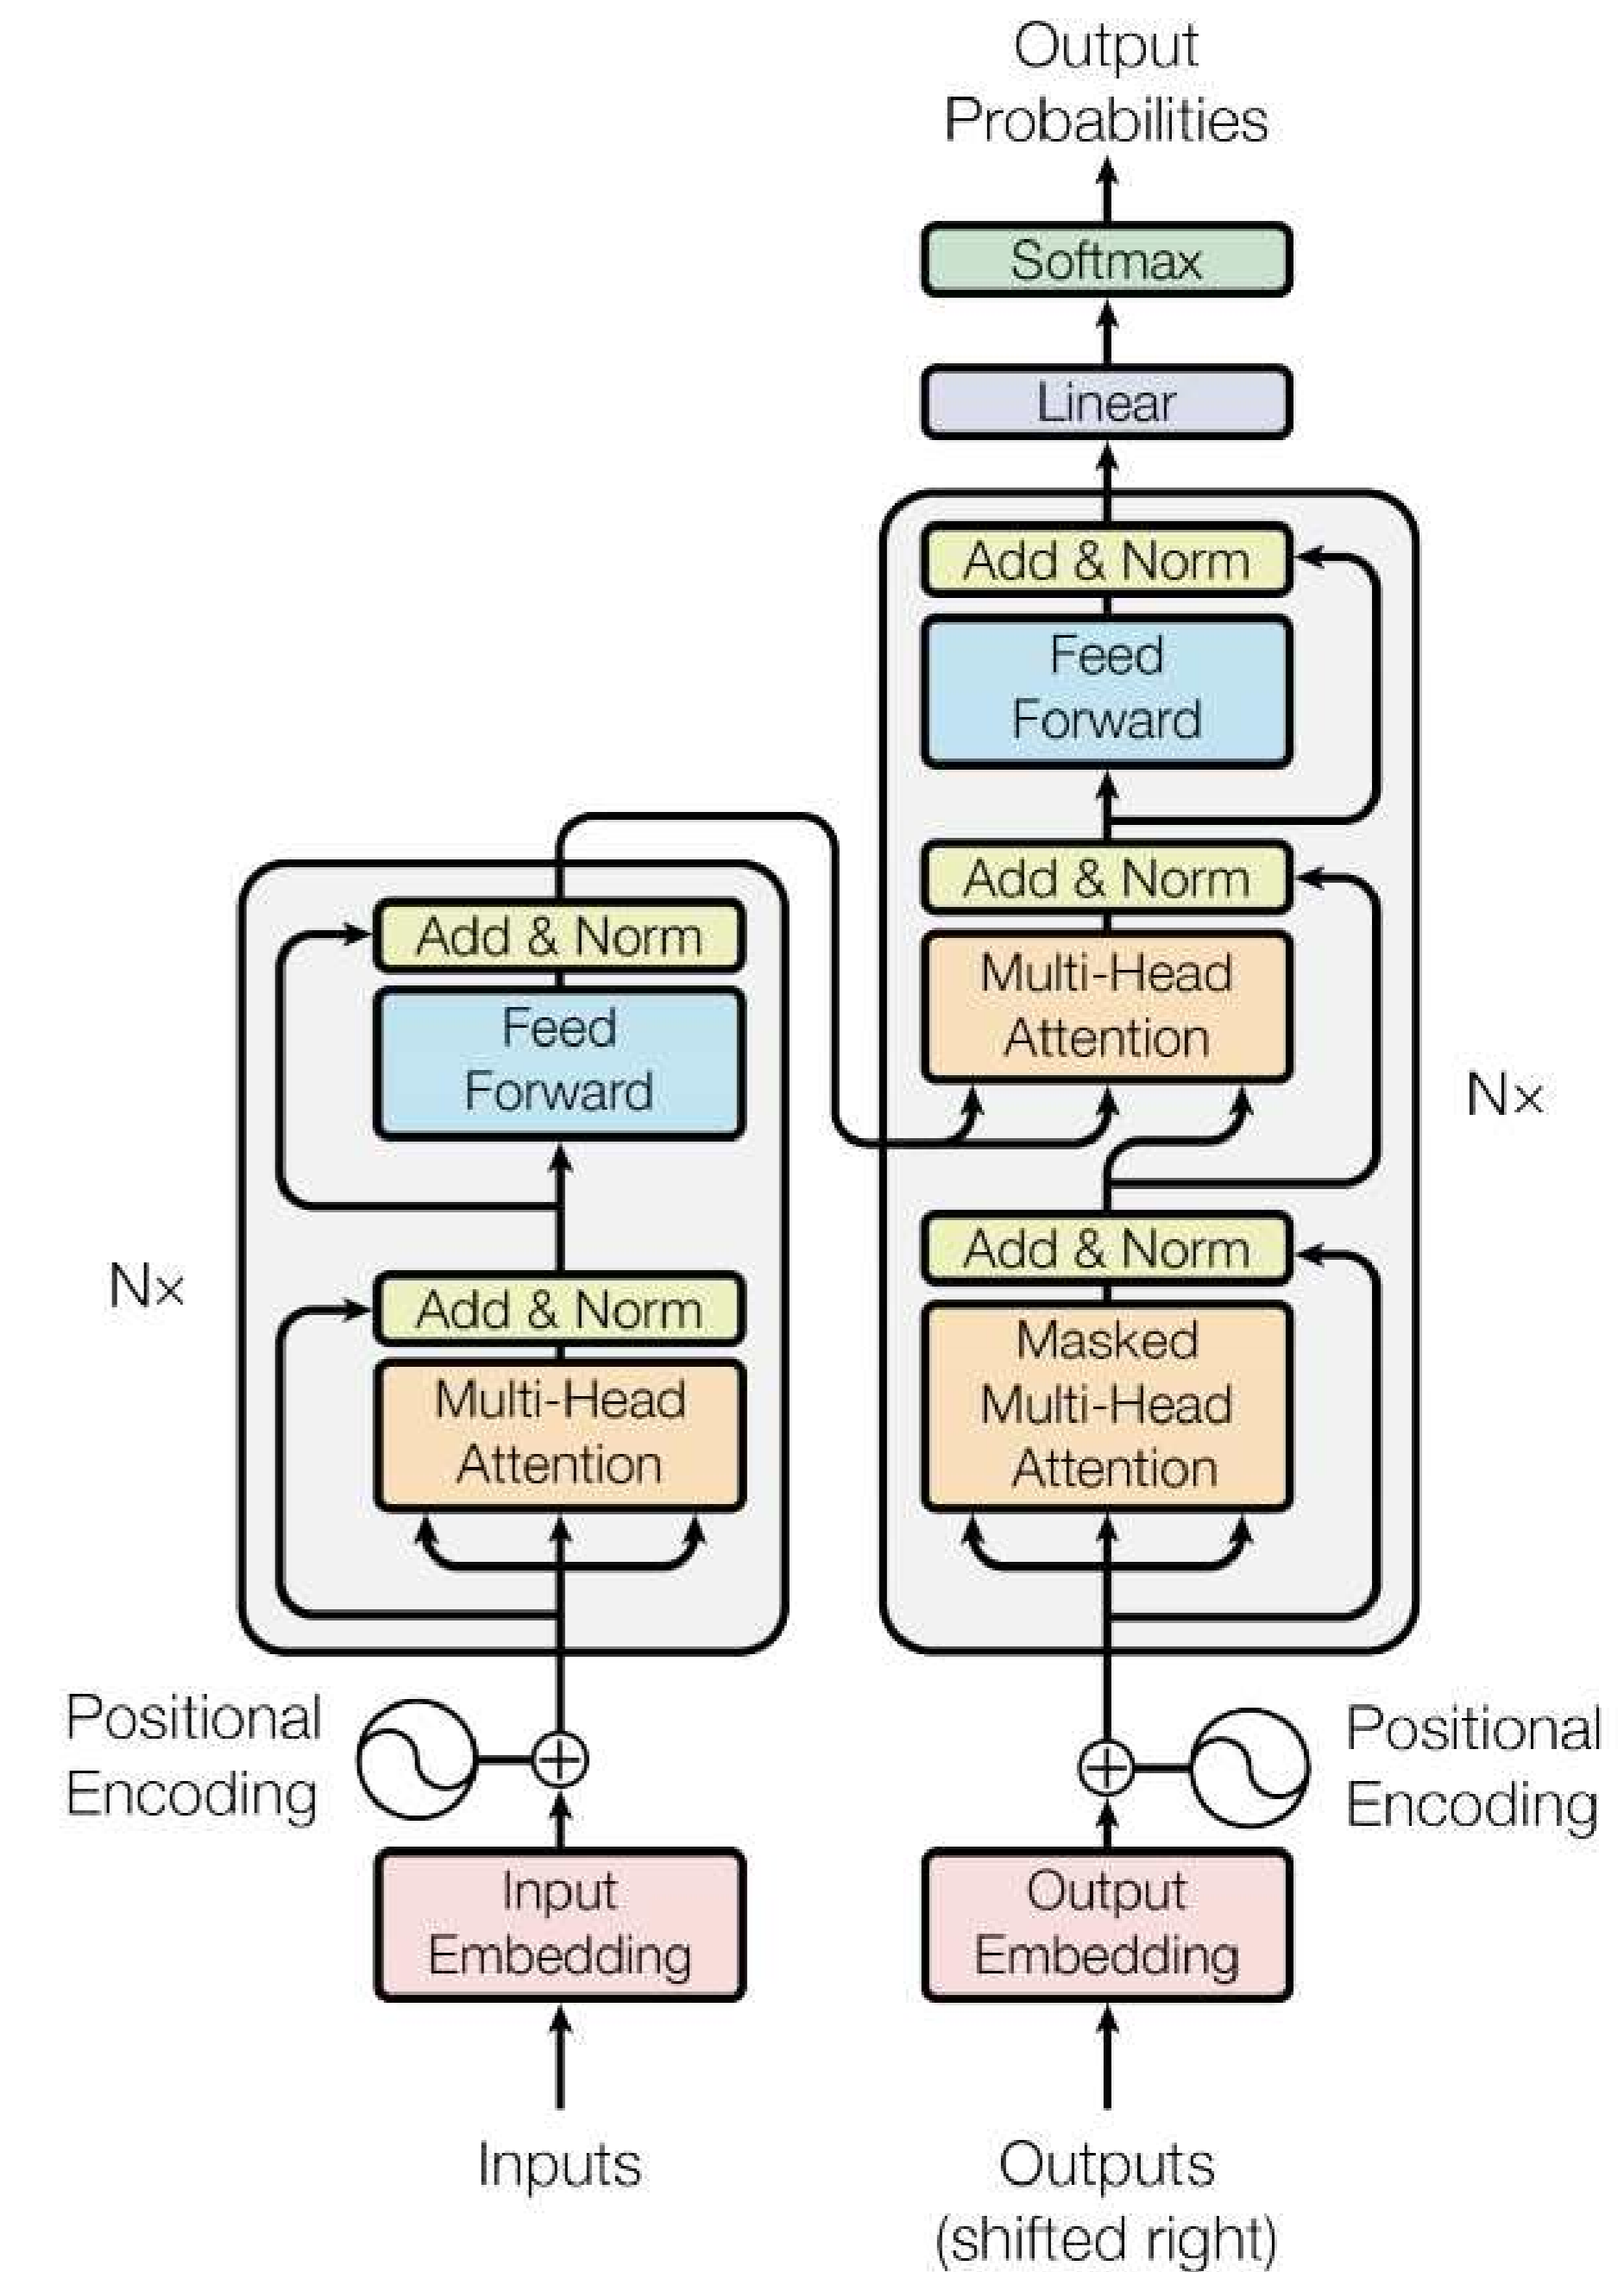 Output
Probabilities
Softmax
Linear
Add & Norm
Feed
Forward
Add & Norm
Multi-Head
Attention
Add & Norm
Masked
Multi-Head
Attention
Nx
Add & Norm
Feed
Forward
Add & Norm
Multi-Head
Attention
Nx
Positional
Encoding
Positional
Encoding
Input
Embedding
Output
Embedding
Inputs
Outputs
(shifted right)